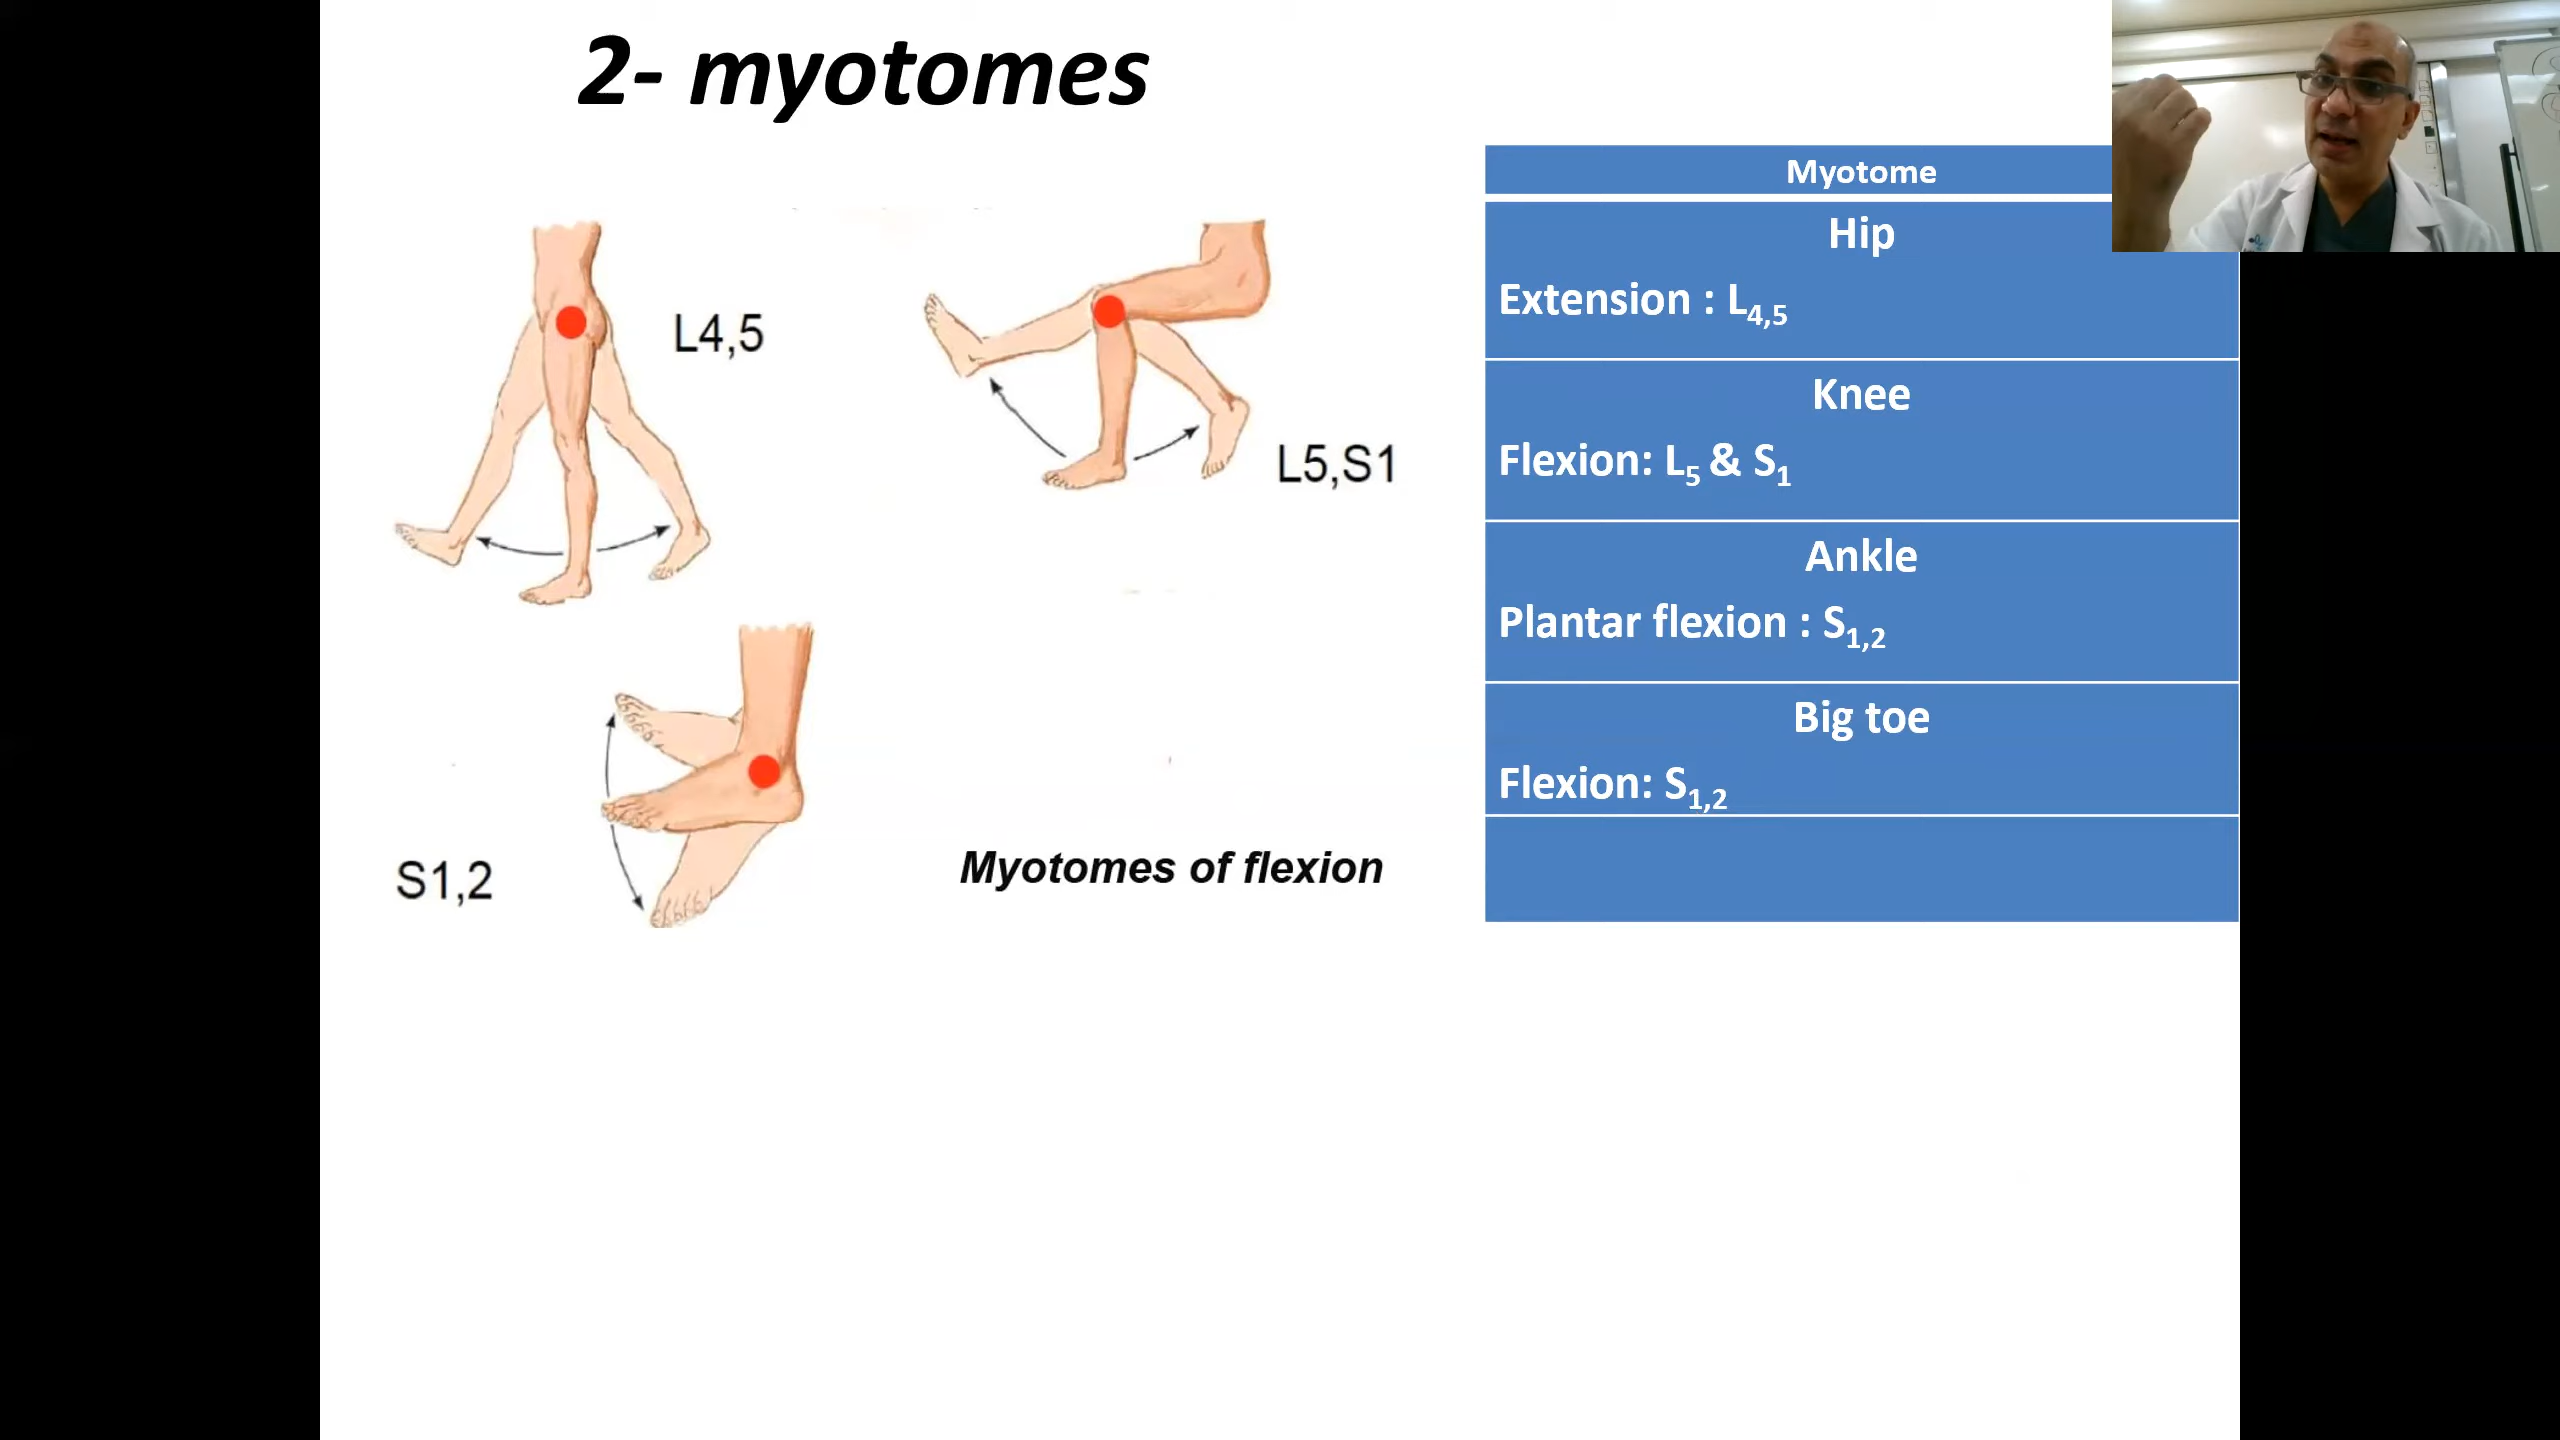 2- myotomes
L4,5
L5,S1
S1,2
Myotomes of flexion
Myotome
Hip
Extension : L4,5
Knee
Flexion: L5 & S1
Ankle
Plantar flexion : S1,2
Big toe
Flexion: S1,2